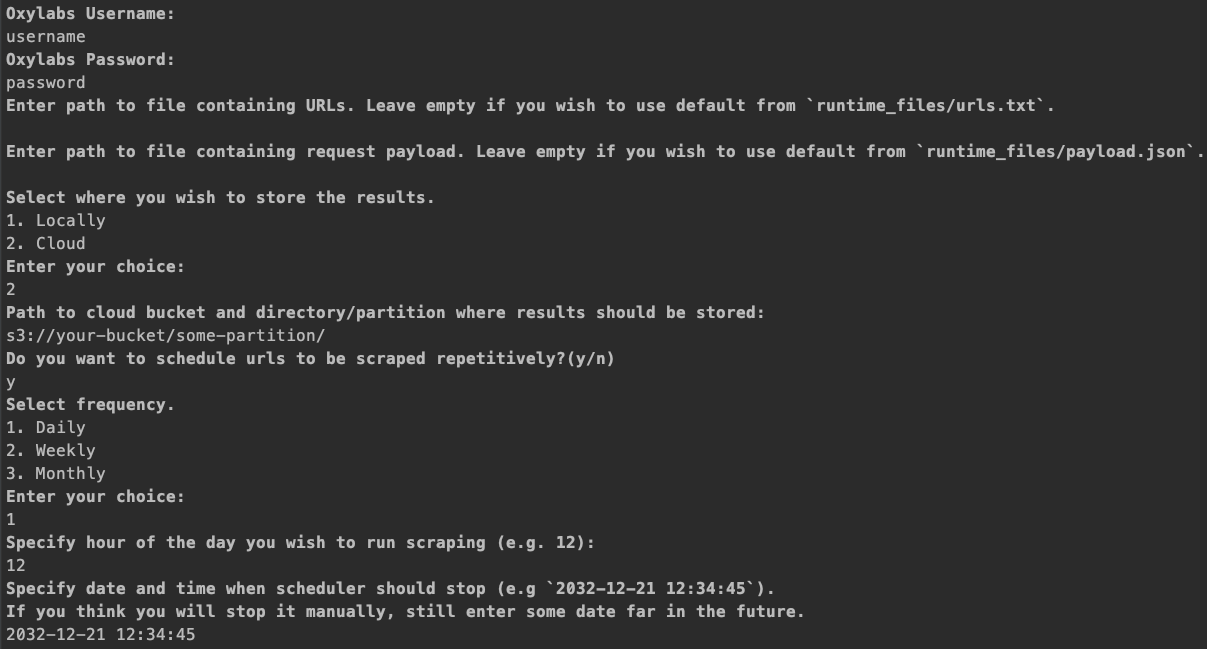 Oxylabs Username:
username
Oxylabs Password:
password
Enter path to file containing URLs. Leave empty if you wish to use default from `runtime_files/urls.txt`.
Enter path to file containing request payload. Leave empty if you wish to use default from `runtime_files/payload.json`.
Select where you wish to store the results.
1. Locally
2. Cloud
Enter your choice:
2
Path to cloud bucket and directory/partition where results should be stored:
s3://your-bucket/some-partition/
Do you want to schedule urls to be scraped repetitively?(y/n)
y
Select frequency.
1. Daily
2. Weekly
3. Monthly
Enter your choice:
1
Specify hour of the day you wish to run scraping (e.g. 12):
12
Specify date and time when scheduler should stop (e.g `2032-12-21 12:34:45`).
If you think you will stop it manually, still enter some date far in the future.
2032-12-21 12:34:45